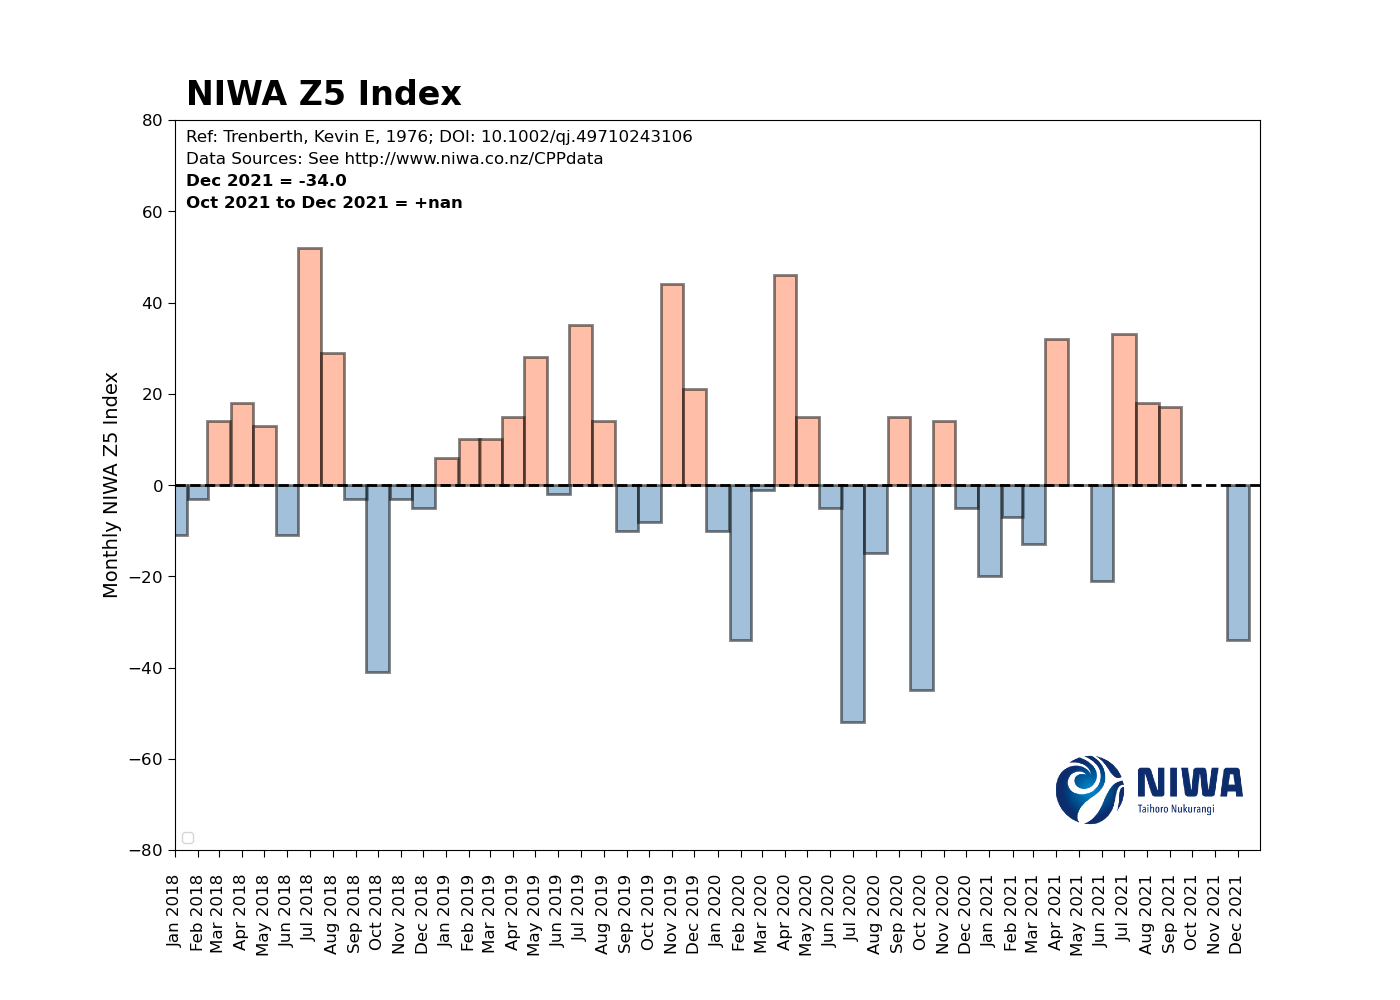 NIWA Z5 Index
Ref: Trenberth, Kevin E, 1976; DOI: 10.1002/qj.49710243106
Data Sources: See http://www.niwa.co.nz/CPPdata
Dec 2021 = -34.0
Oct 2021 to Dec 2021 = +nan
Monthly NIWA Z5 Index
80
60
40
20
0
−20
−40
−60
−80
NIWA
Taihoro Nukurangi
Jan 2018
Feb 2018
Mar 2018
Apr 2018
May 2018
Jun 2018
Jul 2018
Aug 2018
Sep 2018
Oct 2018
Nov 2018
Dec 2018
Jan 2019
Feb 2019
Mar 2019
Apr 2019
May 2019
Jun 2019
Jul 2019
Aug 2019
Sep 2019
Oct 2019
Nov 2019
Dec 2019
Jan 2020
Feb 2020
Mar 2020
Apr 2020
May 2020
Jun 2020
Jul 2020
Aug 2020
Sep 2020
Oct 2020
Nov 2020
Dec 2020
Jan 2021
Feb 2021
Mar 2021
Apr 2021
May 2021
Jun 2021
Jul 2021
Aug 2021
Sep 2021
Oct 2021
Nov 2021
Dec 2021